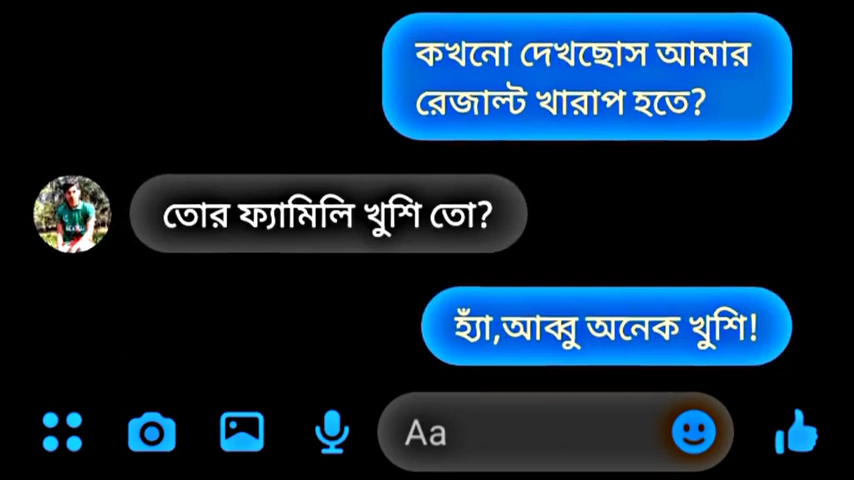 কখনো দেখছোস আমার
রেজাল্ট খারাপ হতে?
তোর ফ্যামিলি খুশি তো?
হ্যাঁ,আব্বু অনেক খুশি!
Aa